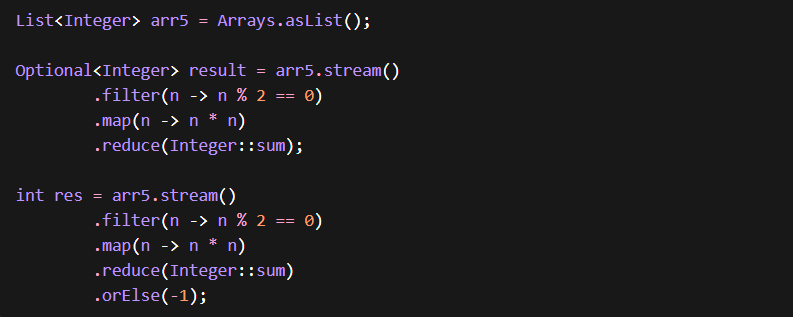 List<Integer> arr5 = Arrays.asList();
Optional<Integer> result = arr5.stream()
.filter(n -> n % 2 == 0)
.map(n -> n * n)
.reduce(Integer::sum);
int res = arr5.stream()
.filter(n -> n % 2 == 0)
.map(n -> n * n)
.reduce(Integer::sum)
.orElse(-1);